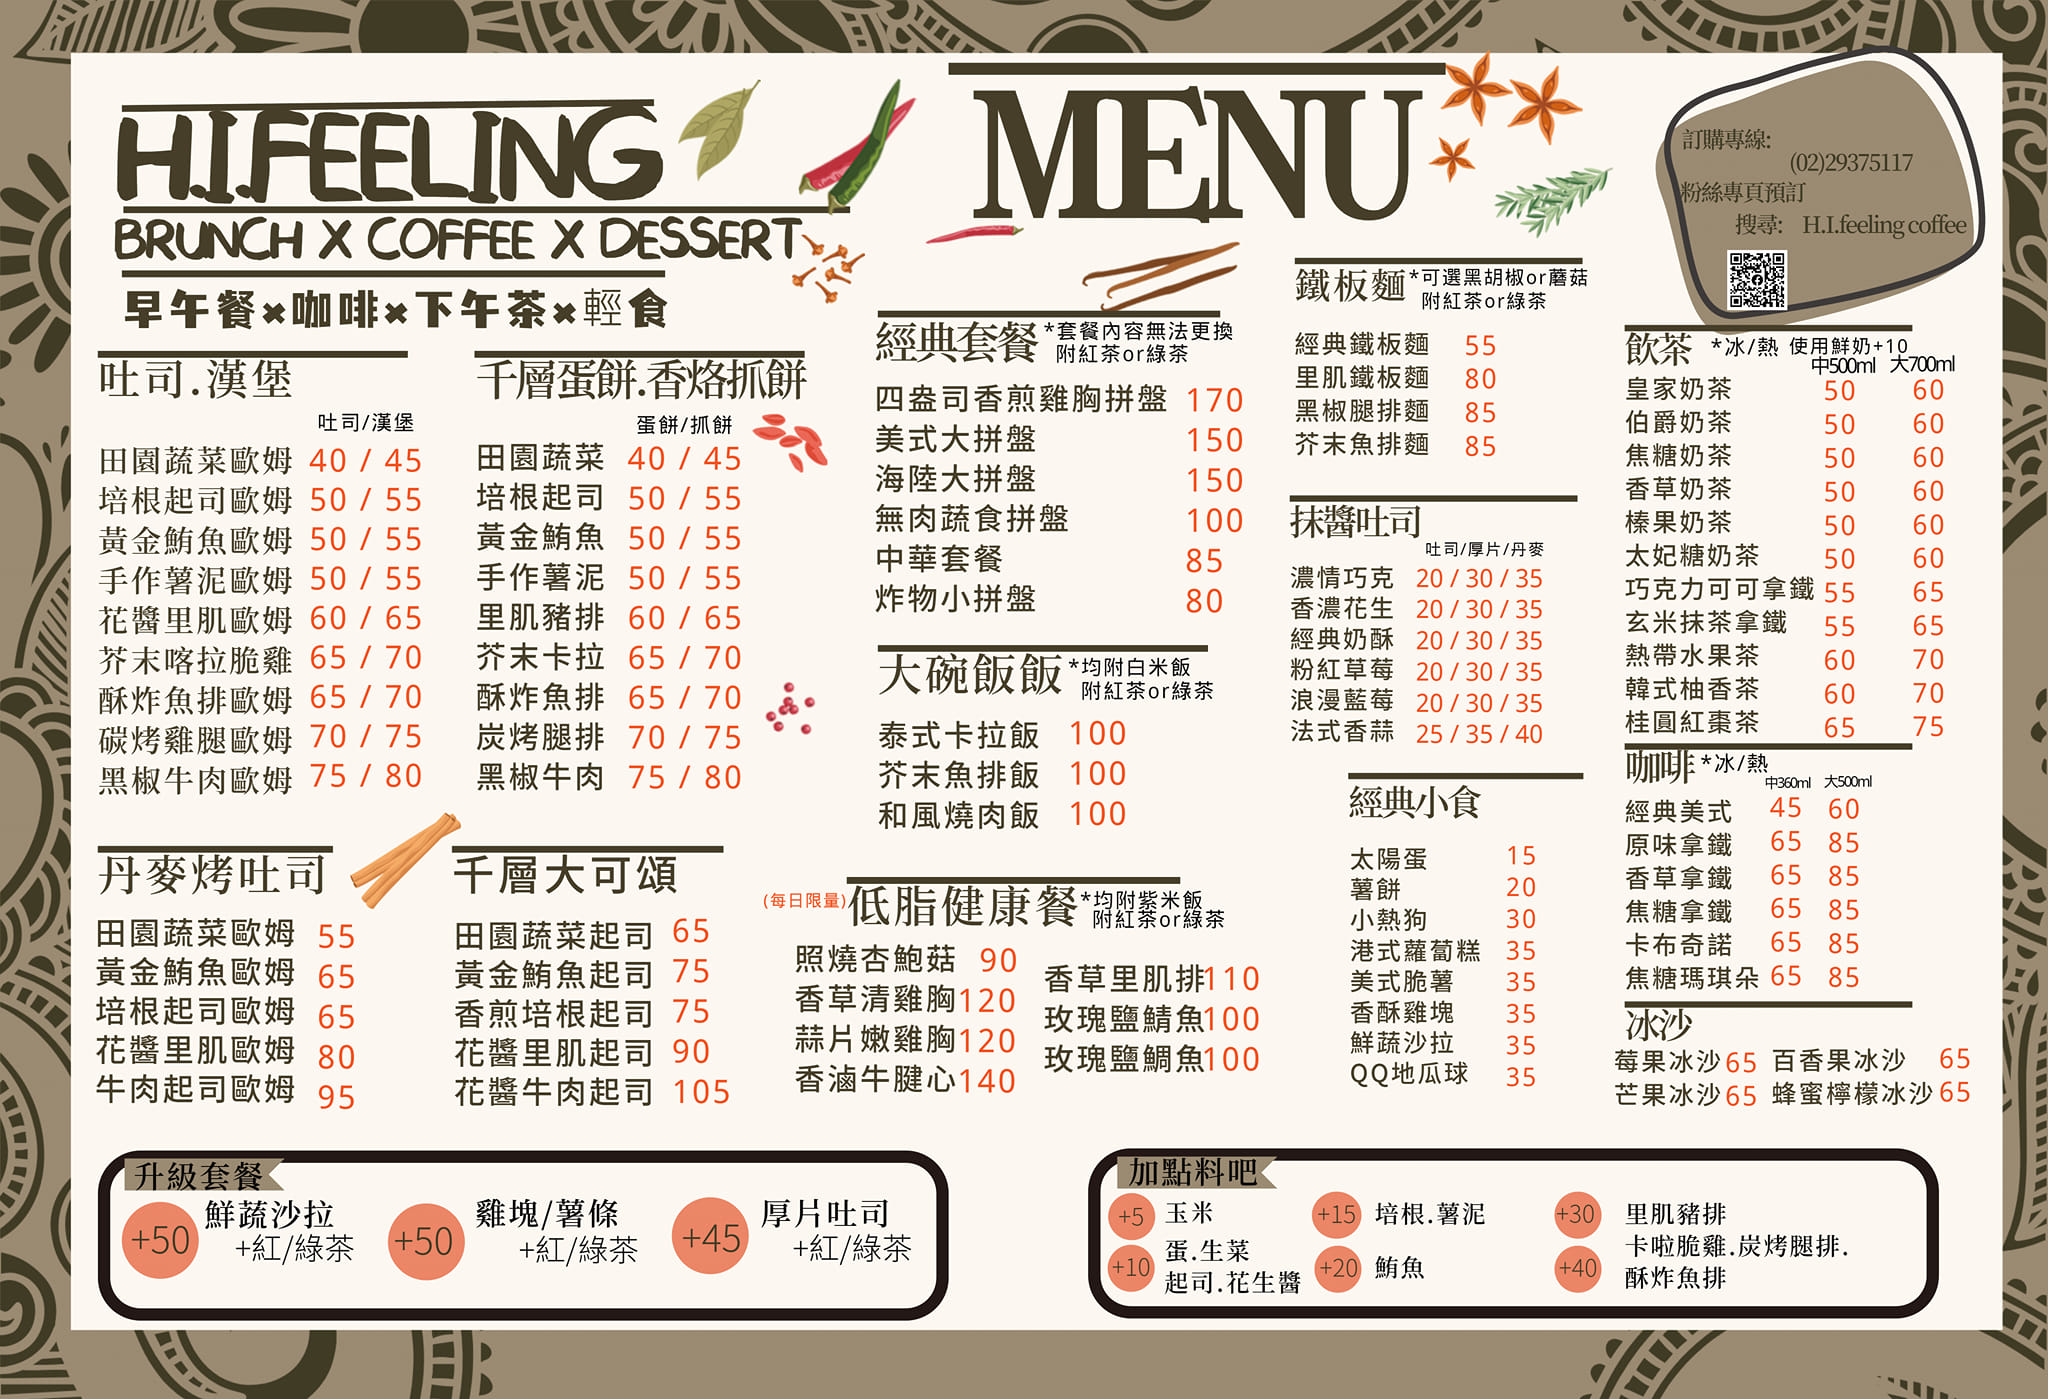 H.I.FEELING
BRUNCH X COFFEE X DESSERT
早午餐×咖啡×下午茶×輕食
MENU
訂購專線:
(02)29375117
粉絲專頁預訂
搜尋: H.I.feeling coffee
吐司.漢堡
吐司/漢堡
田園蔬菜歐姆 40 / 45
培根起司歐姆 50 / 55
黃金鮪魚歐姆 50 / 55
手作薯泥歐姆 50 / 55
花醬里肌歐姆 60 / 65
芥末喀拉脆雞 65 / 70
酥炸魚排歐姆 65 / 70
碳烤雞腿歐姆 70 / 75
黑椒牛肉歐姆 75 / 80
千層蛋餅.香烙抓餅
蛋餅/抓餅
田園蔬菜 40 / 45
培根起司 50 / 55
黃金鮪魚 50 / 55
手作薯泥 50 / 55
里肌豬排 60 / 65
芥末卡拉 65 / 70
酥炸魚排 65 / 70
炭烤腿排 70 / 75
黑椒牛肉 75 / 80
丹麥烤吐司
田園蔬菜歐姆 55
黃金鮪魚歐姆 65
培根起司歐姆 65
花醬里肌歐姆 80
牛肉起司歐姆 95
千層大可頌
田園蔬菜起司 65
黃金鮪魚起司 75
香煎培根起司 75
花醬里肌起司 90
花醬牛肉起司 105
經典套餐 *套餐內容無法更換
附紅茶or綠茶
四盎司香煎雞胸拼盤 170
美式大拼盤 150
海陸大拼盤 150
無肉蔬食拼盤 100
中華套餐 85
炸物小拼盤 80
大碗飯飯 *均附白米飯
附紅茶or綠茶
泰式卡拉飯 100
芥末魚排飯 100
和風燒肉飯 100
(每日限量) 低脂健康餐 *均附紫米飯
附紅茶or綠茶
照燒杏鮑菇 90
香草清雞胸 120
蒜片嫩雞胸 120
香滷牛腱心 140
香草里肌排 110
玫瑰鹽鯖魚 100
玫瑰鹽鯛魚 100
鐵板麵 *可選黑胡椒or蘑菇
附紅茶or綠茶
經典鐵板麵 55
里肌鐵板麵 80
黑椒腿排麵 85
芥末魚排麵 85
抹醬吐司
吐司/厚片/丹麥
濃情巧克 20 / 30 / 35
香濃花生 20 / 30 / 35
經典奶酥 20 / 30 / 35
粉紅草莓 20 / 30 / 35
浪漫藍莓 20 / 30 / 35
法式香蒜 25 / 35 / 40
經典小食
太陽蛋 15
薯餅 20
小熱狗 30
港式蘿蔔糕 35
美式脆薯 35
香酥雞塊 35
鮮蔬沙拉 35
QQ地瓜球 35
飲茶 *冰/熱 使用鮮奶+10
中500ml 大700ml
皇家奶茶 50 60
伯爵奶茶 50 60
焦糖奶茶 50 60
香草奶茶 50 60
榛果奶茶 50 60
太妃糖奶茶 50 60
巧克力可可拿鐵 55 65
玄米抹茶拿鐵 55 65
熱帶水果茶 60 70
韓式柚香茶 60 70
桂圓紅棗茶 65 75
咖啡 *冰/熱
中360ml 大500ml
經典美式 45 60
原味拿鐵 65 85
香草拿鐵 65 85
焦糖拿鐵 65 85
卡布奇諾 65 85
焦糖瑪琪朵 65 85
冰沙
莓果冰沙 65 百香果冰沙 65
芒果冰沙 65 蜂蜜檸檬冰沙 65
升級套餐
+50 鮮蔬沙拉
+紅/綠茶
+50 雞塊/薯條
+紅/綠茶
+45 厚片吐司
+紅/綠茶
加點料吧
+5 玉米
+10 蛋.生菜
起司.花生醬
+15 培根.薯泥
+20 鮪魚
+30 里肌豬排
+40 卡啦脆雞.炭烤腿排.
酥炸魚排